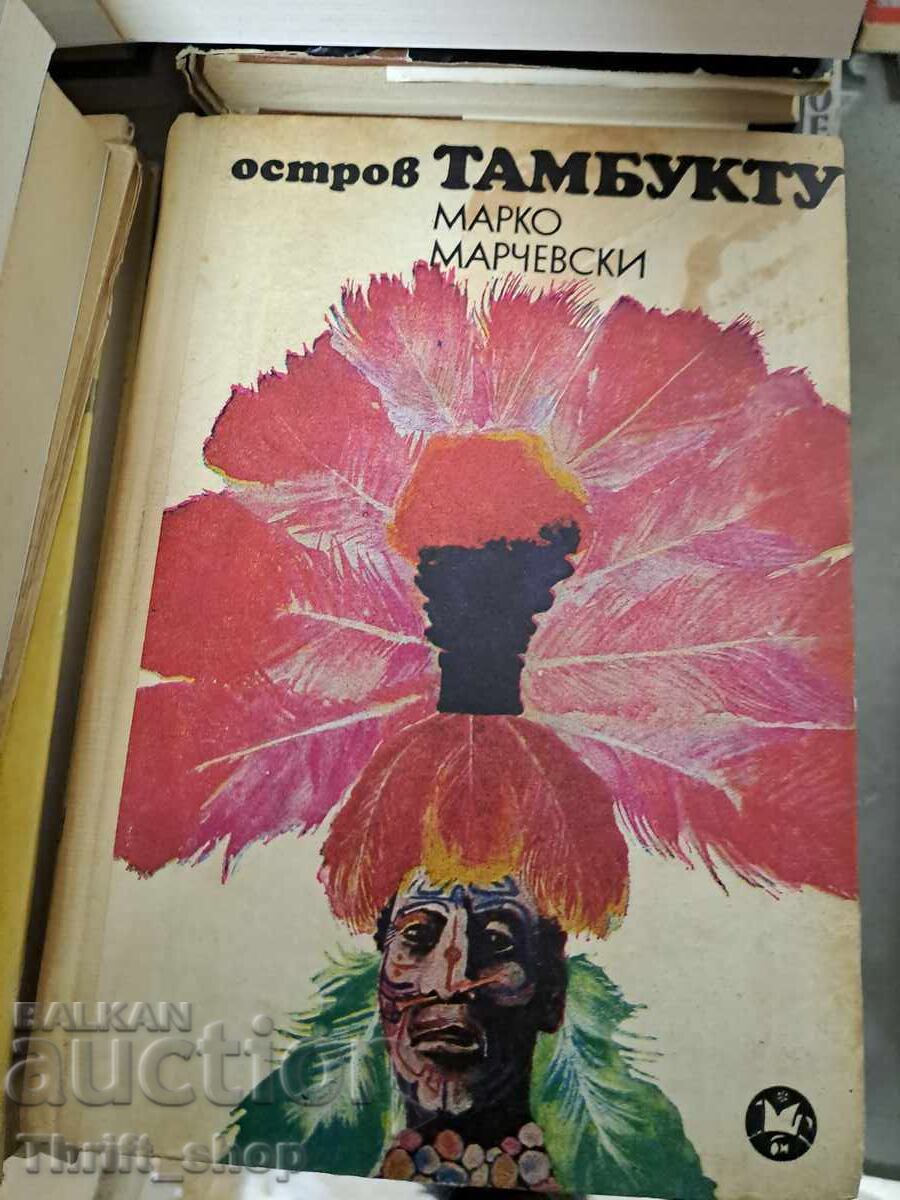 остров ТАМБУКТУ
МАРКО
МАРЧЕВСКИ
BALKAN
auction
Thrift_shop